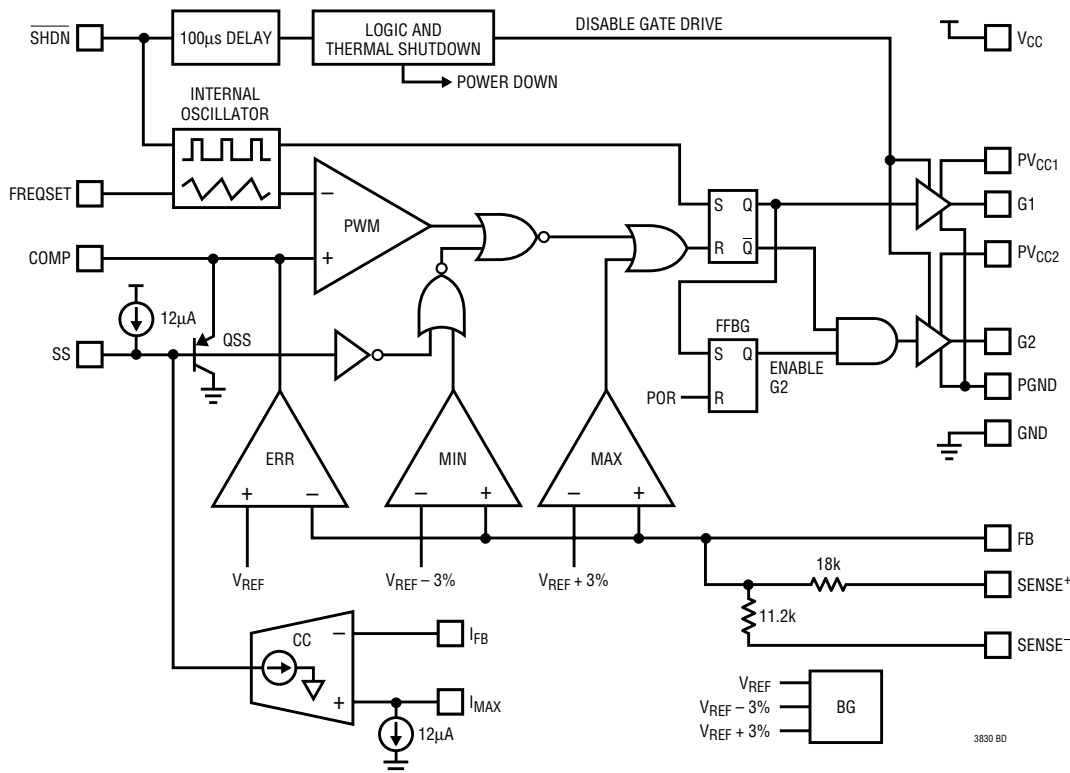 SHDN
100µs DELAY
LOGIC AND
THERMAL SHUTDOWN
DISABLE GATE DRIVE
VCC
POWER DOWN
INTERNAL
OSCILLATOR
PVCC1
FREQSET
–
PWM
S Q
G1
COMP
+
R Q
PVCC2
12µA
QSS
FFBG
SS
S Q
G2
ENABLE
G2
POR
R
PGND
ERR
MIN
MAX
GND
+ –
– +
– +
FB
VREF
VREF – 3%
VREF + 3%
18k
SENSE+
11.2k
SENSE–
CC
–
IFB
+
IMAX
12µA
VREF
VREF – 3%
VREF + 3%
BG
3830 BD